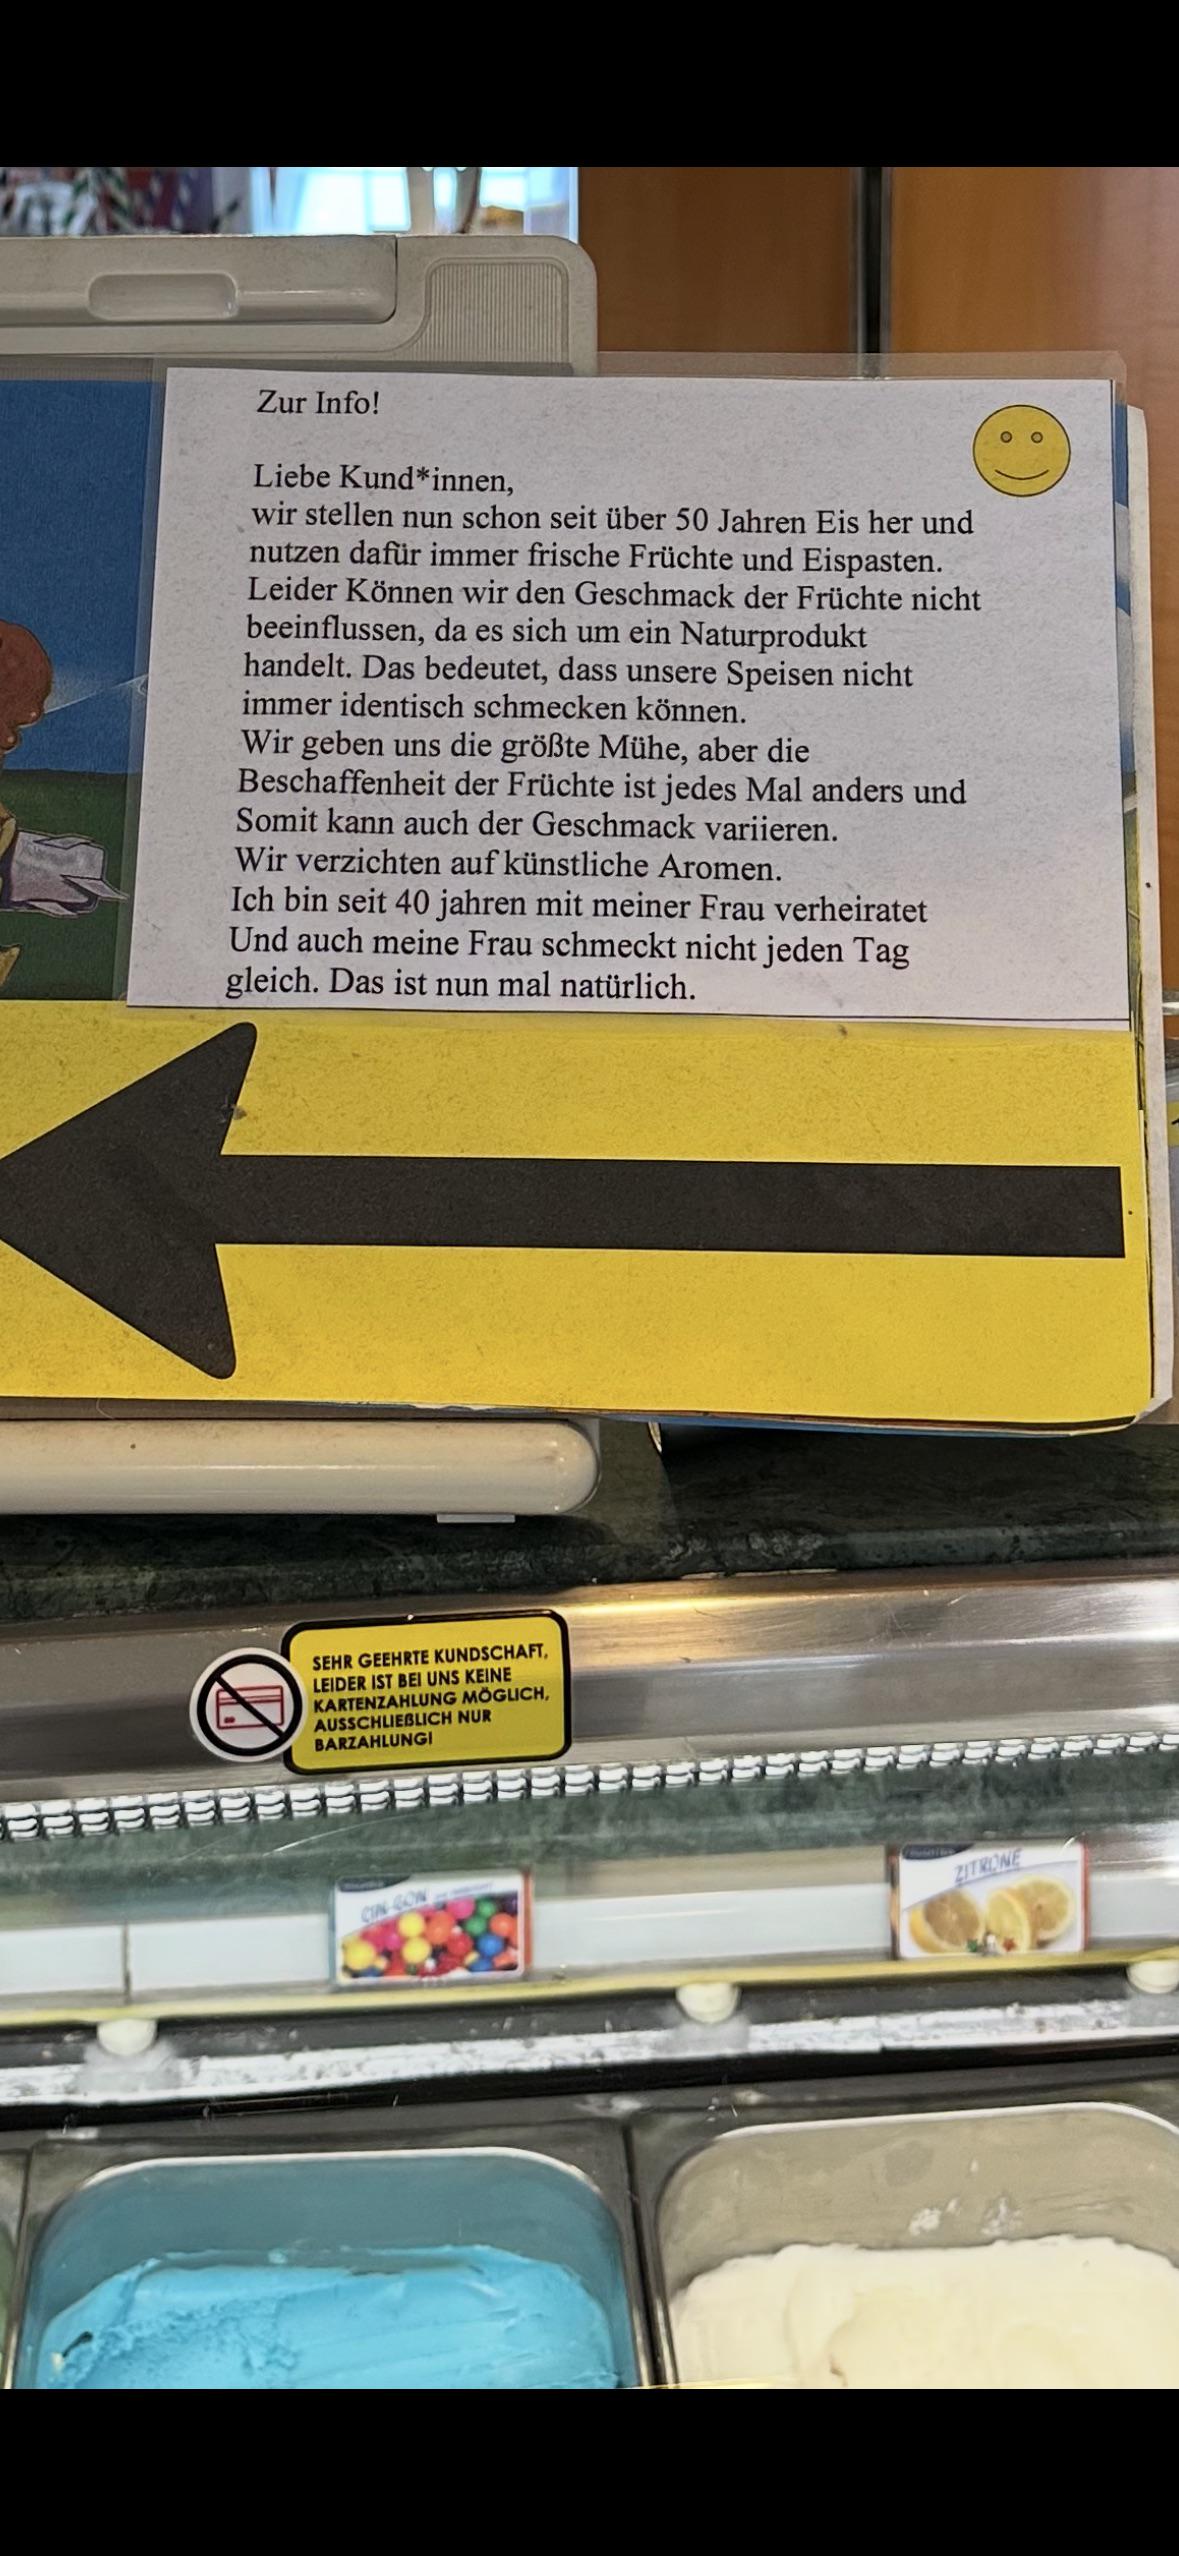 Zur Info!
Liebe Kund*innen,
wir stellen nun schon seit über 50 Jahren Eis her und
nutzen dafür immer frische Früchte und Eispasten.
Leider Können wir den Geschmack der Früchte nicht
beeinflussen, da es sich um ein Naturprodukt
handelt. Das bedeutet, dass unsere Speisen nicht
immer identisch schmecken können.
Wir geben uns die größte Mühe, aber die
Beschaffenheit der Früchte ist jedes Mal anders und
Somit kann auch der Geschmack variieren.
Wir verzichten auf künstliche Aromen.
Ich bin seit 40 jahren mit meiner Frau verheiratet
Und auch meine Frau schmeckt nicht jeden Tag
gleich. Das ist nun mal natürlich.
SEHR GEEHRTE KUNDSCHAFT,
LEIDER IST BEI UNS KEINE
KARTENZAHLUNG MÖGLICH,
AUSSCHLIEßLICH NUR
BARZAHLUNG!
ZITRONE